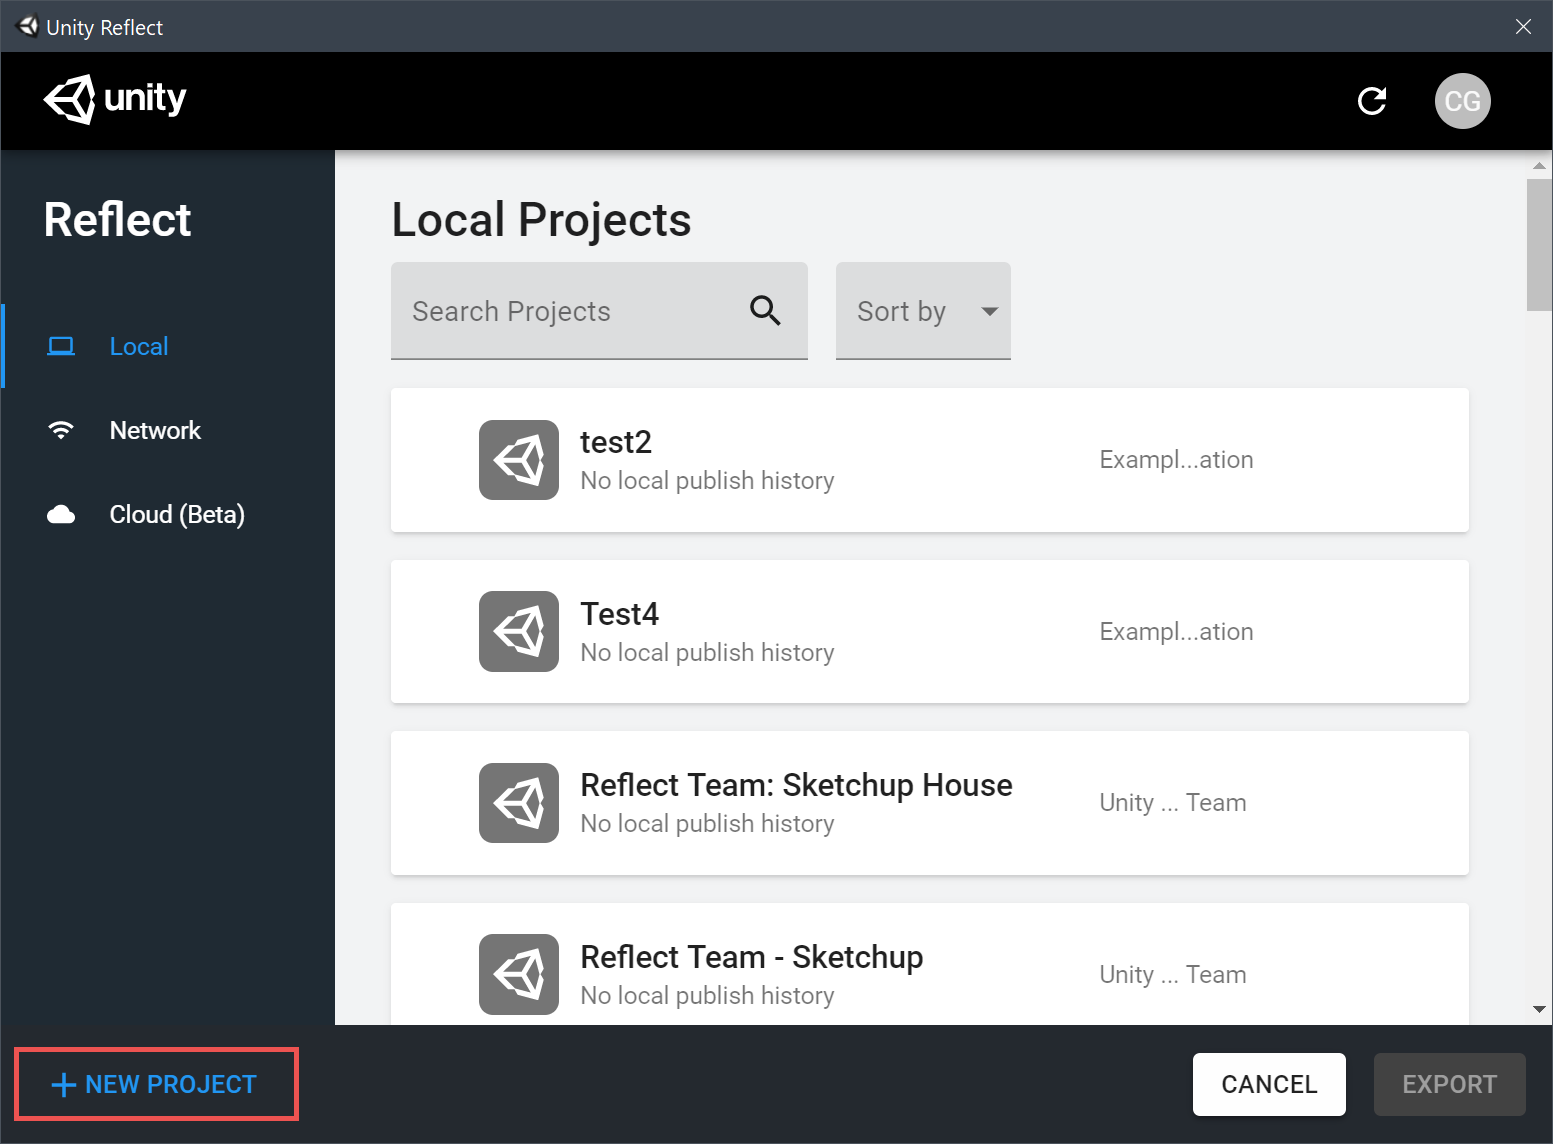 Unity Reflect
unity
CG
Reflect
Local
Network
Cloud (Beta)
Local Projects
Search Projects
Sort by
test2
No local publish history
Exampl...ation
Test4
No local publish history
Exampl...ation
Reflect Team: Sketchup House
No local publish history
Unity ... Team
Reflect Team - Sketchup
No local publish history
Unity ... Team
NEW PROJECT
CANCEL
EXPORT